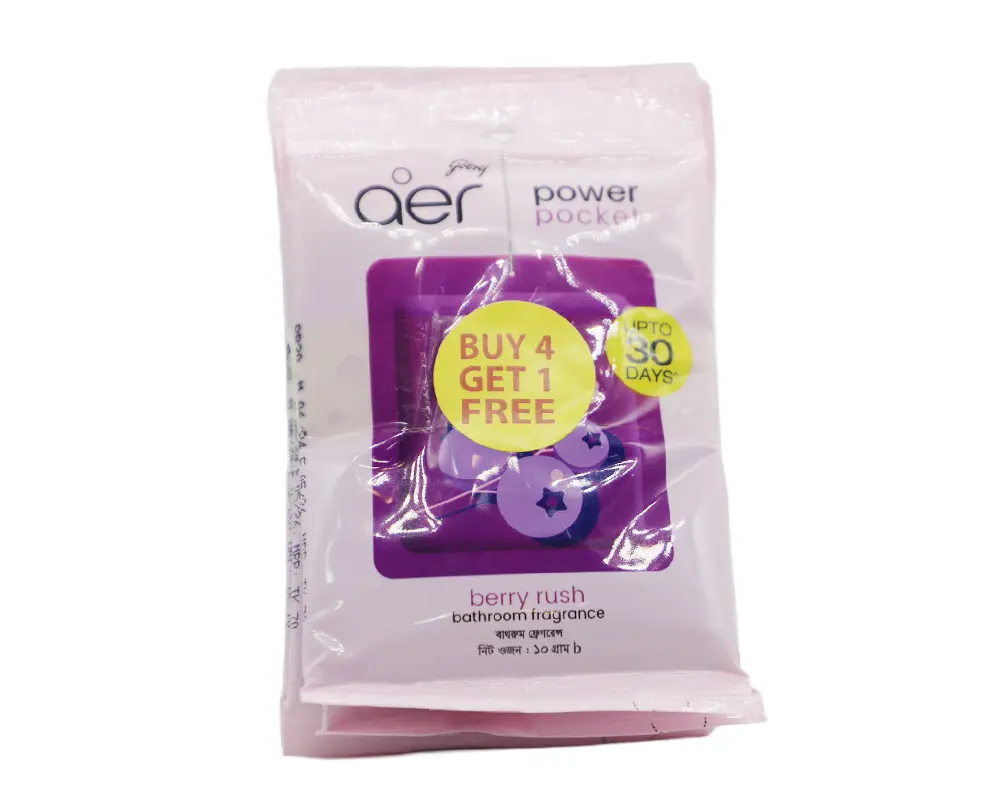 Godrej
aer
power
pocket
BUY 4
GET 1
FREE
UPTO
30
DAYS^
berry rush
bathroom fragrance
বাথরুম ফ্রেগরেন্স
নিট ওজন : ১০ গ্রাম b